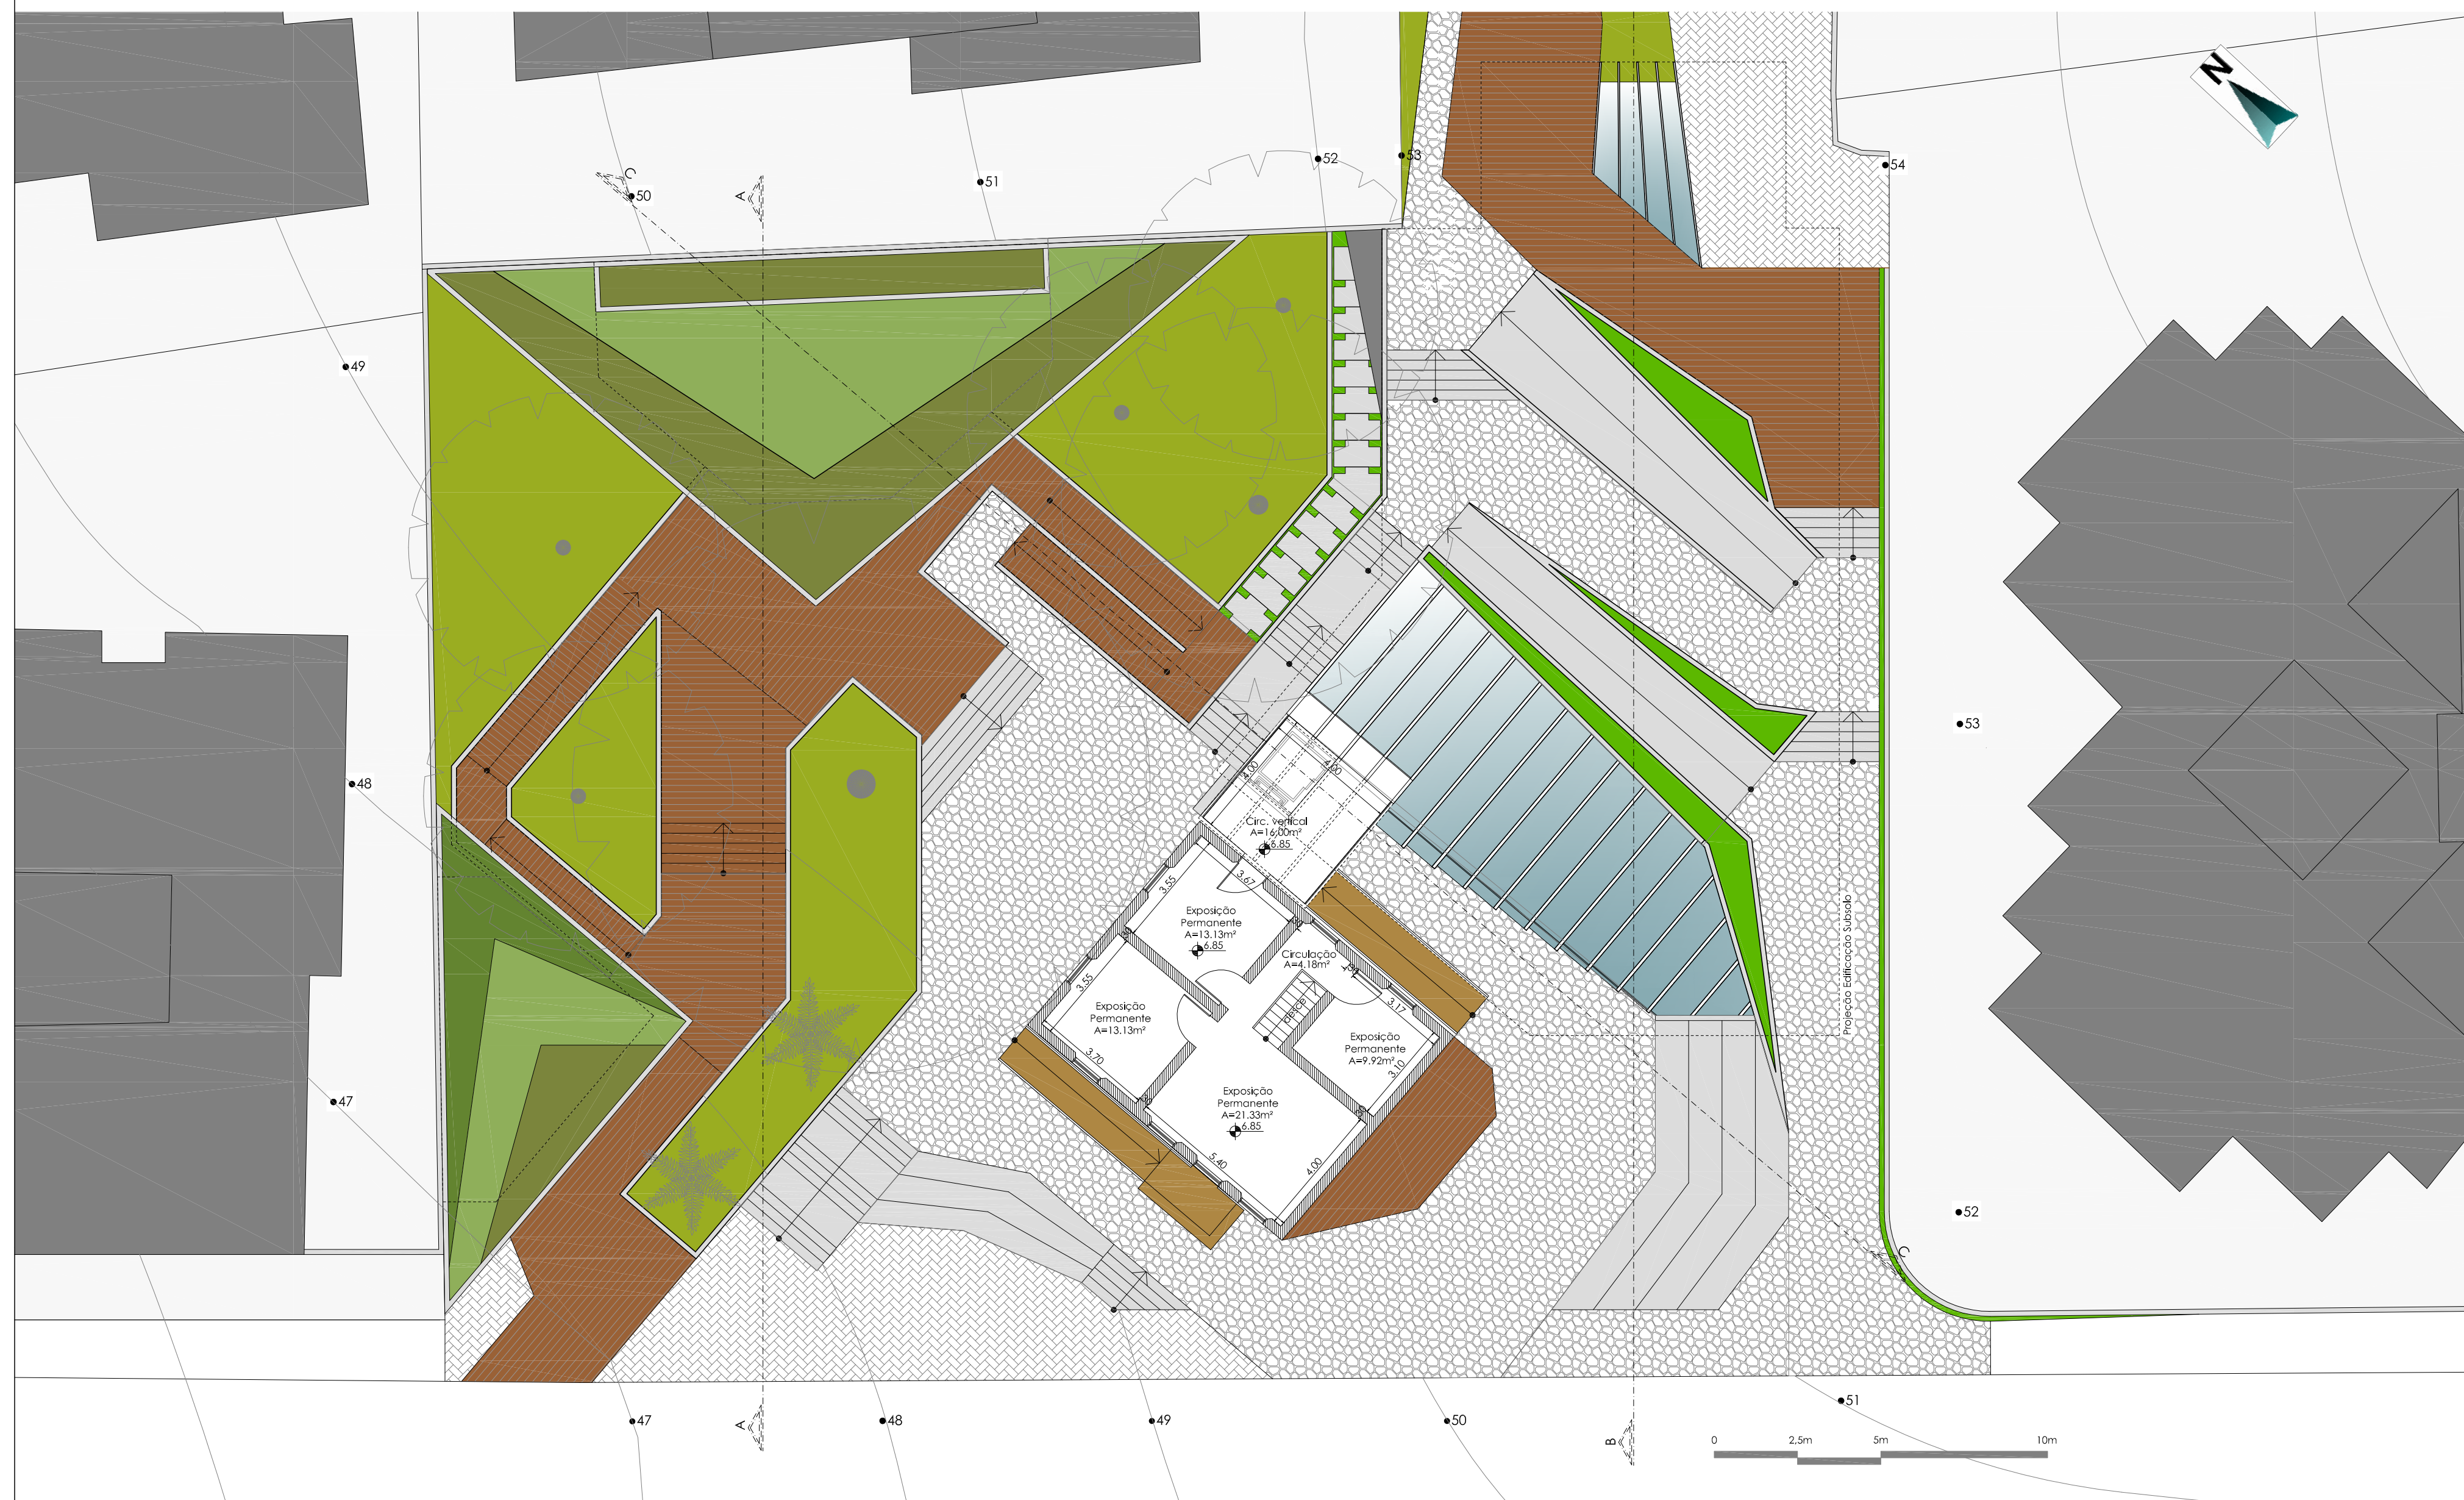 N
53
54
52
51
C
50
A
49
4.00
4.00
Circ. vertical
A=16,00m²
6.85
48
53
3.55
3.67
Exposição
Permanente
A=13.13m²
6.85
Circulação
A=4.18m²
Projeção Edificação Subsolo
3.55
Exposição
Permanente
A=13.13m²
desce
3.17
Exposição
Permanente
A=9.92m²
3.10
3.70
Exposição
Permanente
A=21.33m²
6.85
47
5.40
4.00
52
C
47
A
48
49
50
B
51
0
2,5m
5m
10m